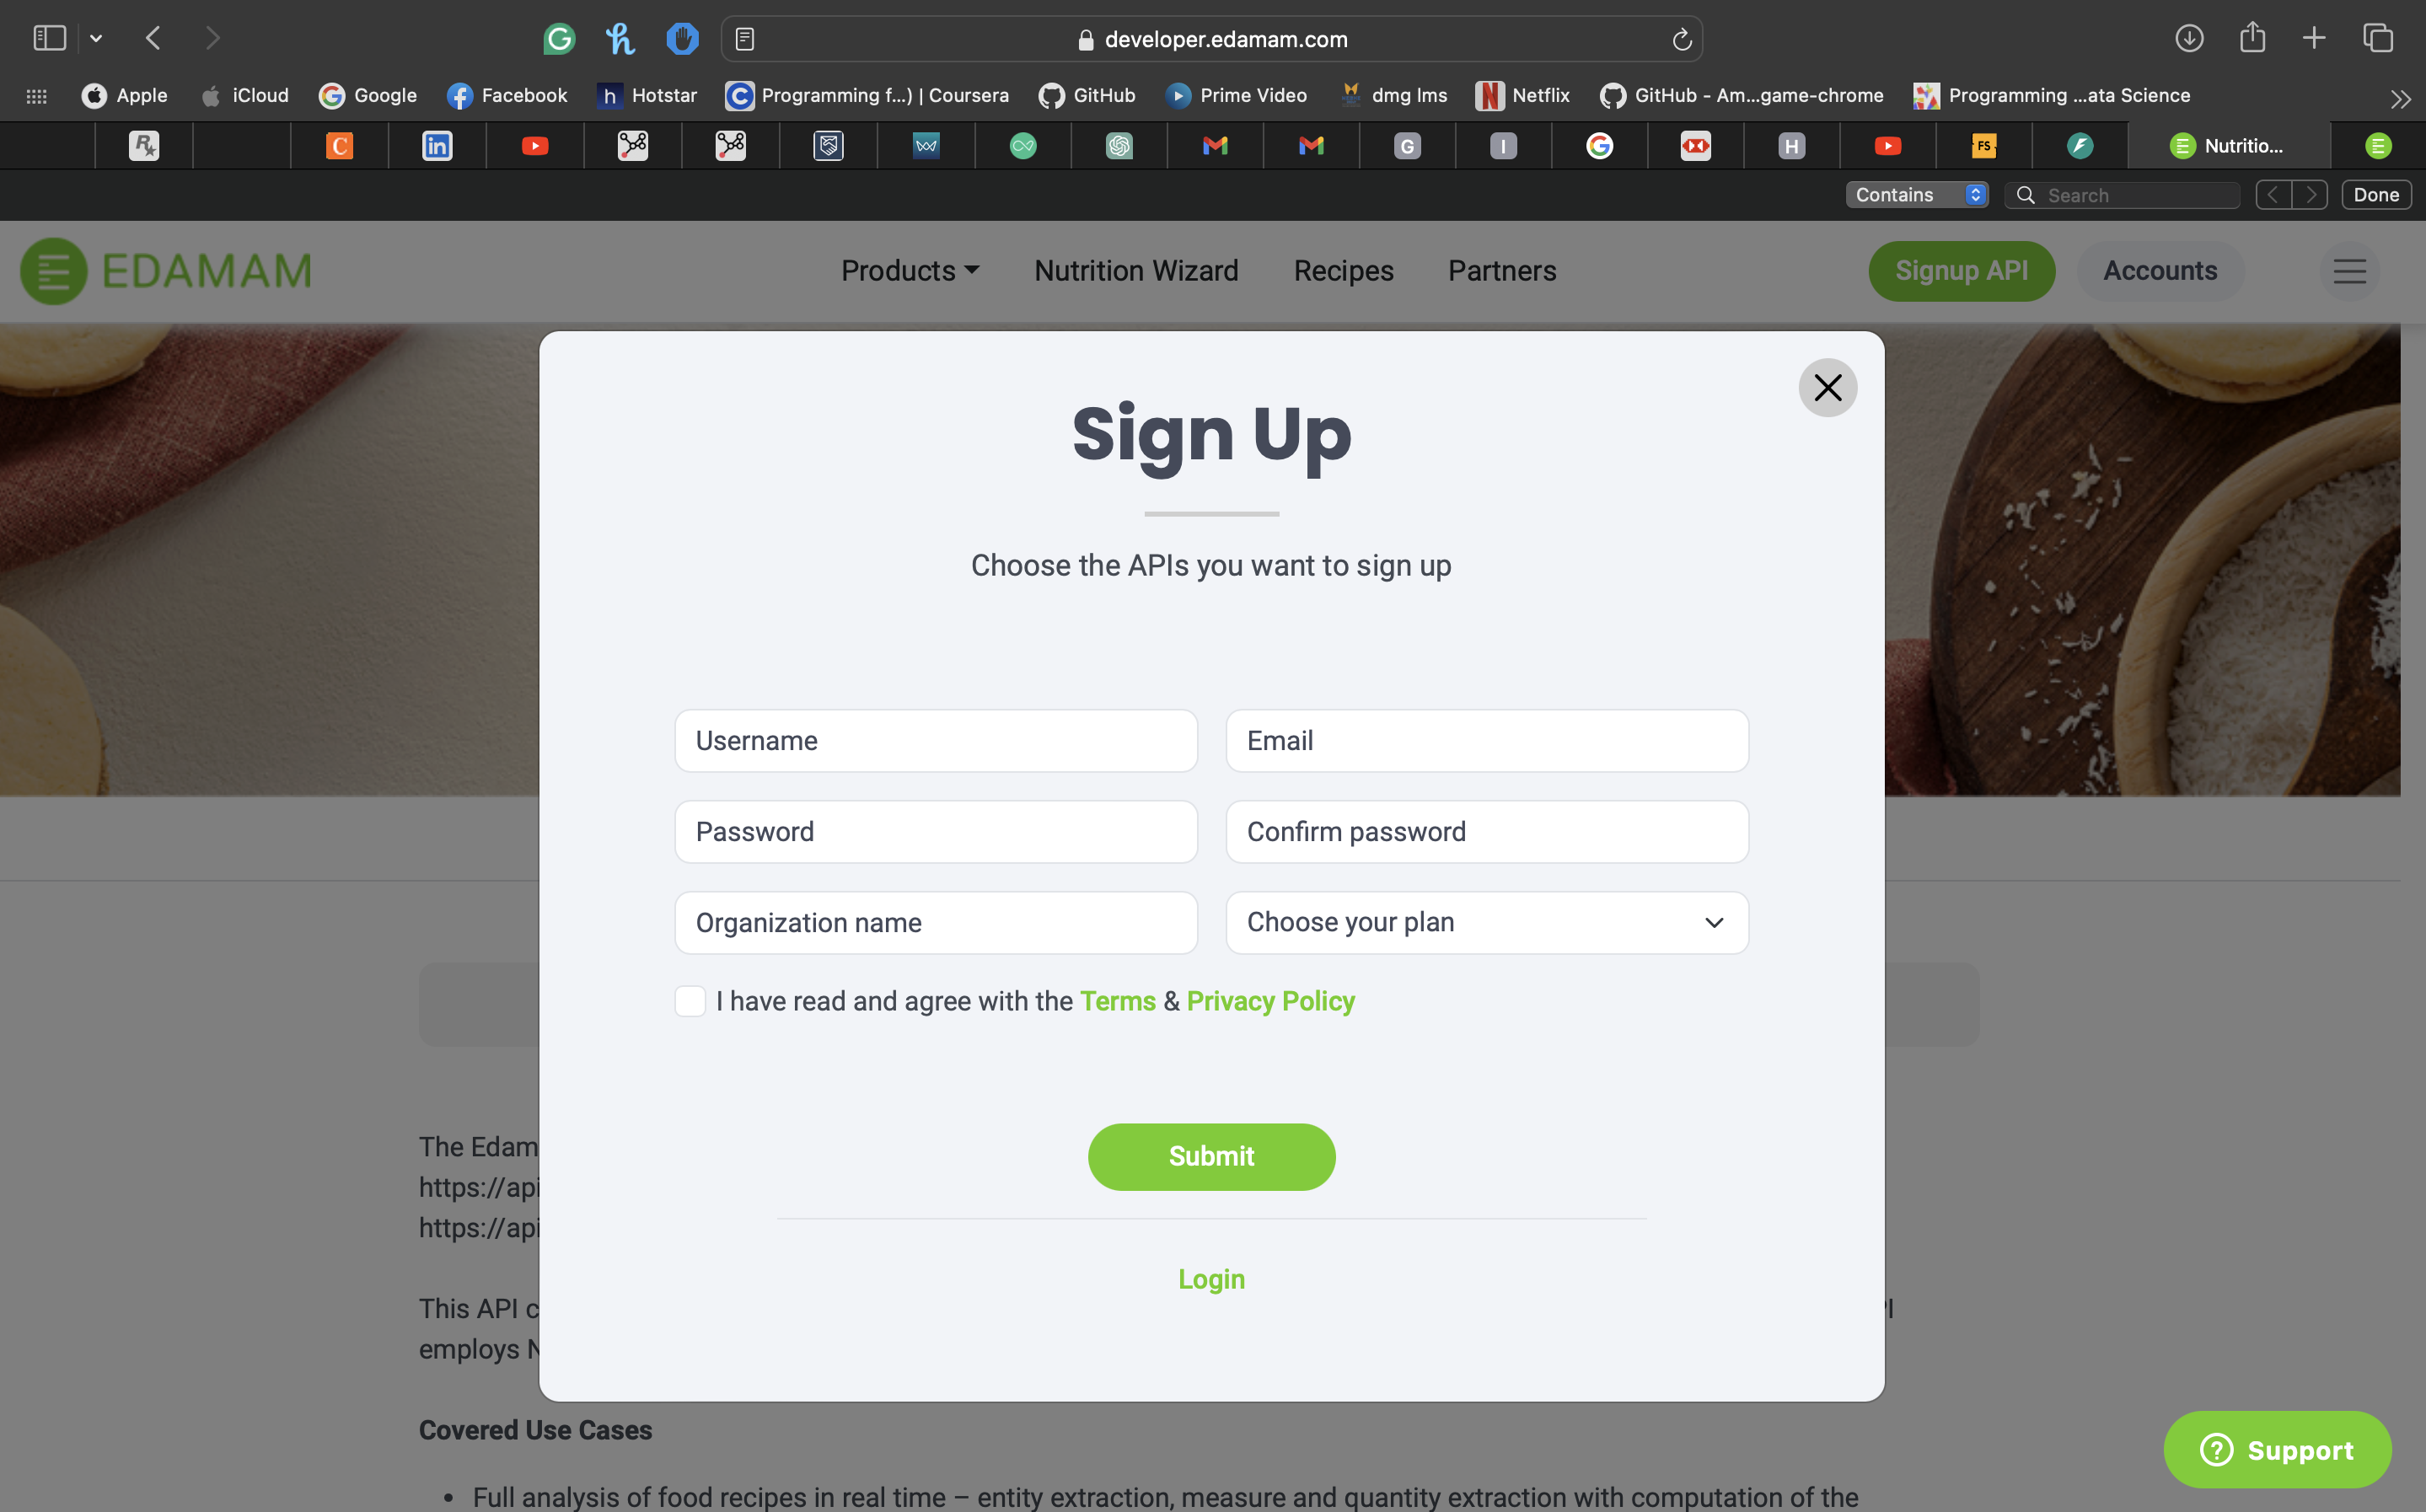 developer.edamam.com
Apple iCloud Google Facebook Hotstar Programming f...) | Coursera GitHub Prime Video dmg lms Netflix GitHub - Am...game-chrome Programming ...ata Science
Nutritio...
Contains Search Done
EDAMAM Products Nutrition Wizard Recipes Partners Signup API Accounts
Sign Up
Choose the APIs you want to sign up
Username Email
Password Confirm password
Organization name Choose your plan
I have read and agree with the Terms & Privacy Policy
Submit
Login
The Edam
https://api
https://api
This API c
employs N
Covered Use Cases
• Full analysis of food recipes in real time – entity extraction, measure and quantity extraction with computation of the
Support